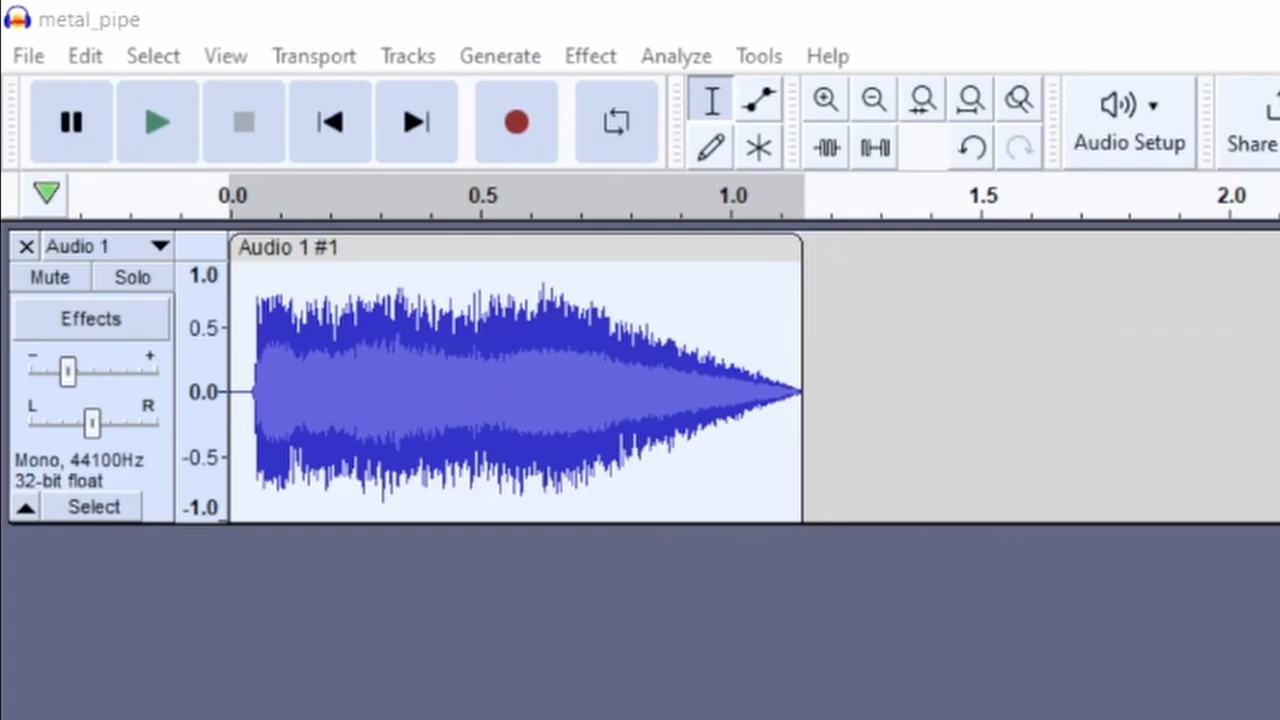 metal_pipe
File Edit Select View Transport Tracks Generate Effect Analyze Tools Help
Audio Setup
Share
0.0 0.5 1.0 1.5 2.0
Audio 1
Audio 1 #1
Mute Solo
Effects
- +
L R
Mono, 44100Hz
32-bit float
Select
1.0
0.5
0.0
-0.5
-1.0